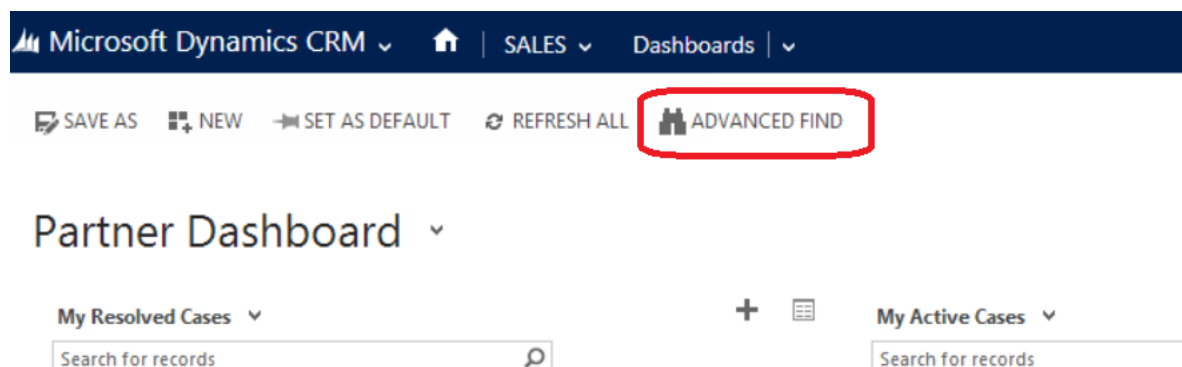 Microsoft Dynamics CRM SALES Dashboards
SAVE AS NEW SET AS DEFAULT REFRESH ALL ADVANCED FIND
Partner Dashboard
My Resolved Cases My Active Cases
Search for records Search for records